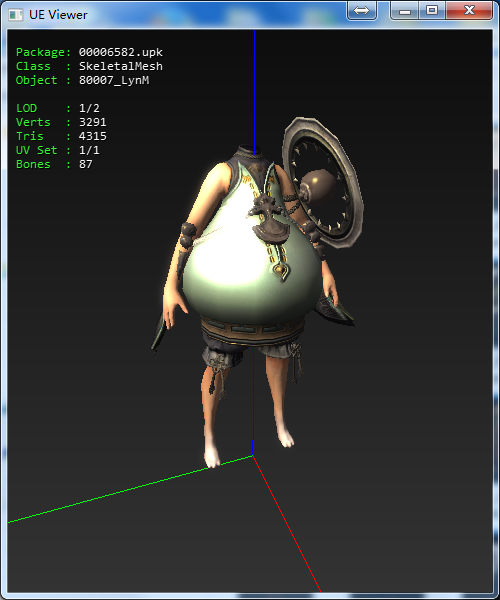 UE Viewer
Package: 00006582.upk
Class : SkeletalMesh
Object : 80007_LynM
LOD : 1/2
Verts : 3291
Tris : 4315
UV Set : 1/1
Bones : 87